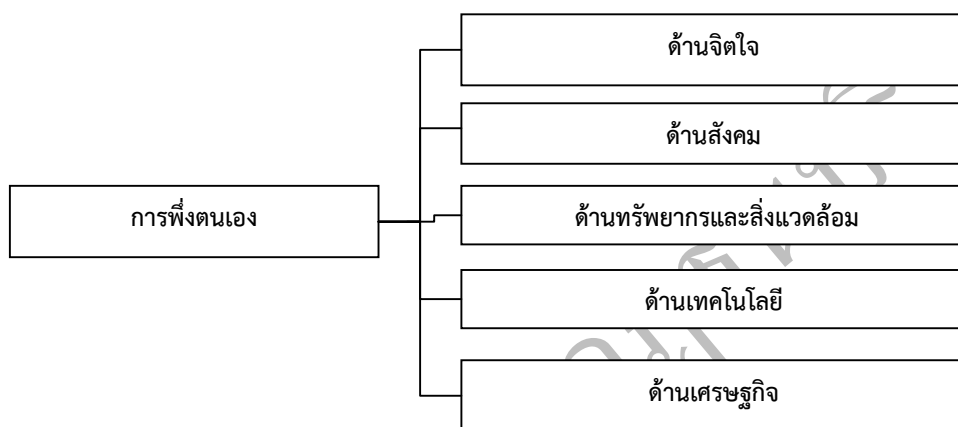 ด้านจิตใจ
ด้านสังคม
การพึ่งตนเอง
ด้านทรัพยากรและสิ่งแวดล้อม
ด้านเทคโนโลยี
ด้านเศรษฐกิจ